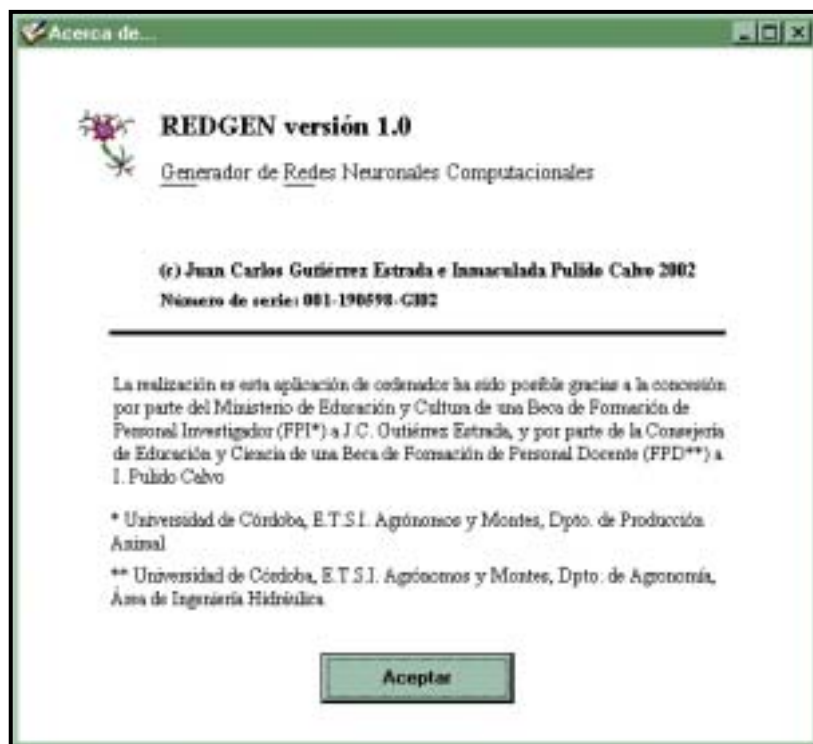 Acerca de...
REDGEN versión 1.0
Generador de Redes Neuronales Computacionales
(c) Juan Carlos Gutiérrez Estrada e Inmaculada Pulido Calvo 2002
Número de serie: 001-190598-GI02
La realización es esta aplicación de ordenador ha sido posible gracias a la concesión
por parte del Ministerio de Educación y Cultura de una Beca de Formación de
Personal Investigador (FPI*) a J.C. Gutiérrez Estrada, y por parte de la Consejería
de Educación y Ciencia de una Beca de Formación de Personal Docente (FPD**) a
I. Pulido Calvo
* Universidad de Córdoba, E.T.S.I. Agrónomos y Montes, Dpto. de Producción
Animal
** Universidad de Córdoba, E.T.S.I. Agrónomos y Montes, Dpto. de Agronomía,
Área de Ingeniería Hidráulica
Aceptar